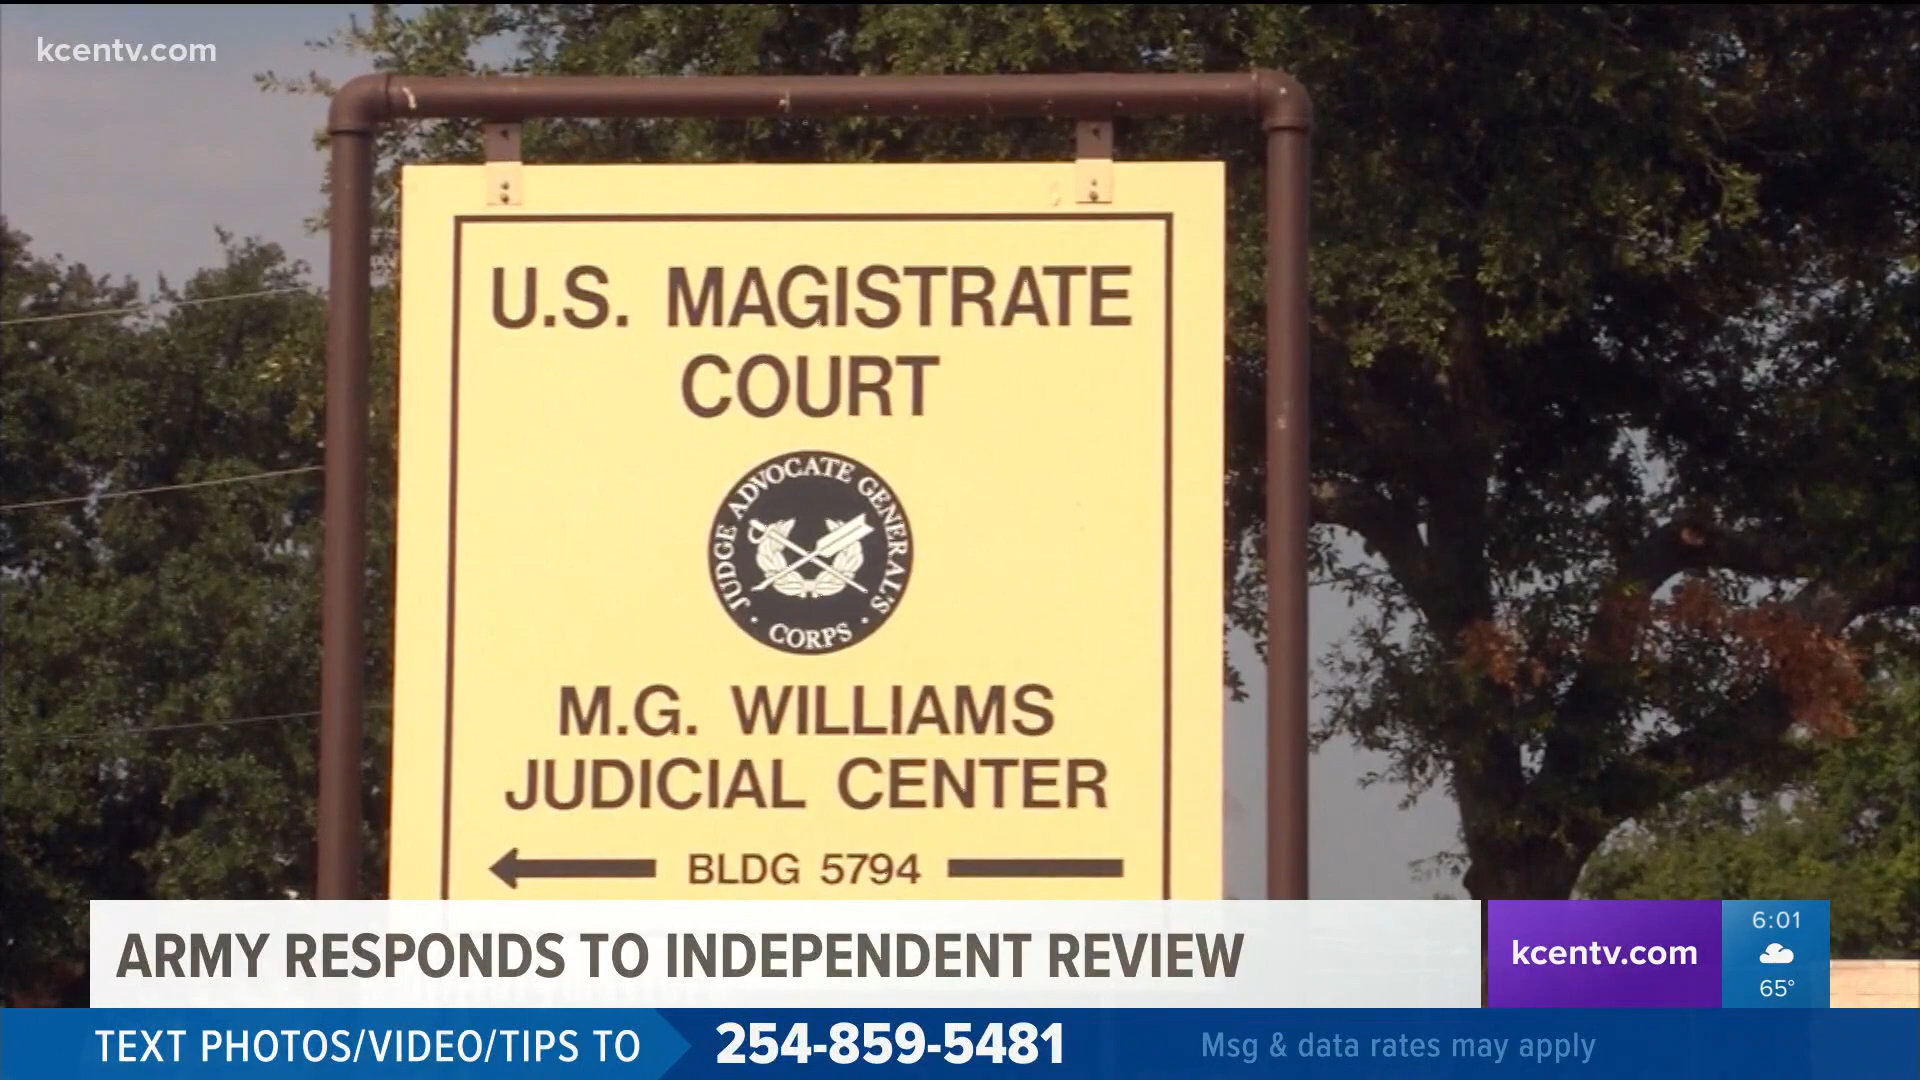 kcentv.com
U.S. MAGISTRATE
COURT
JUDGE ADVOCATE GENERAL'S
· CORPS ·
M.G. WILLIAMS
JUDICIAL CENTER
BLDG 5794
ARMY RESPONDS TO INDEPENDENT REVIEW
kcentv.com
6:01
65°
TEXT PHOTOS/VIDEO/TIPS TO 254-859-5481 Msg & data rates may apply